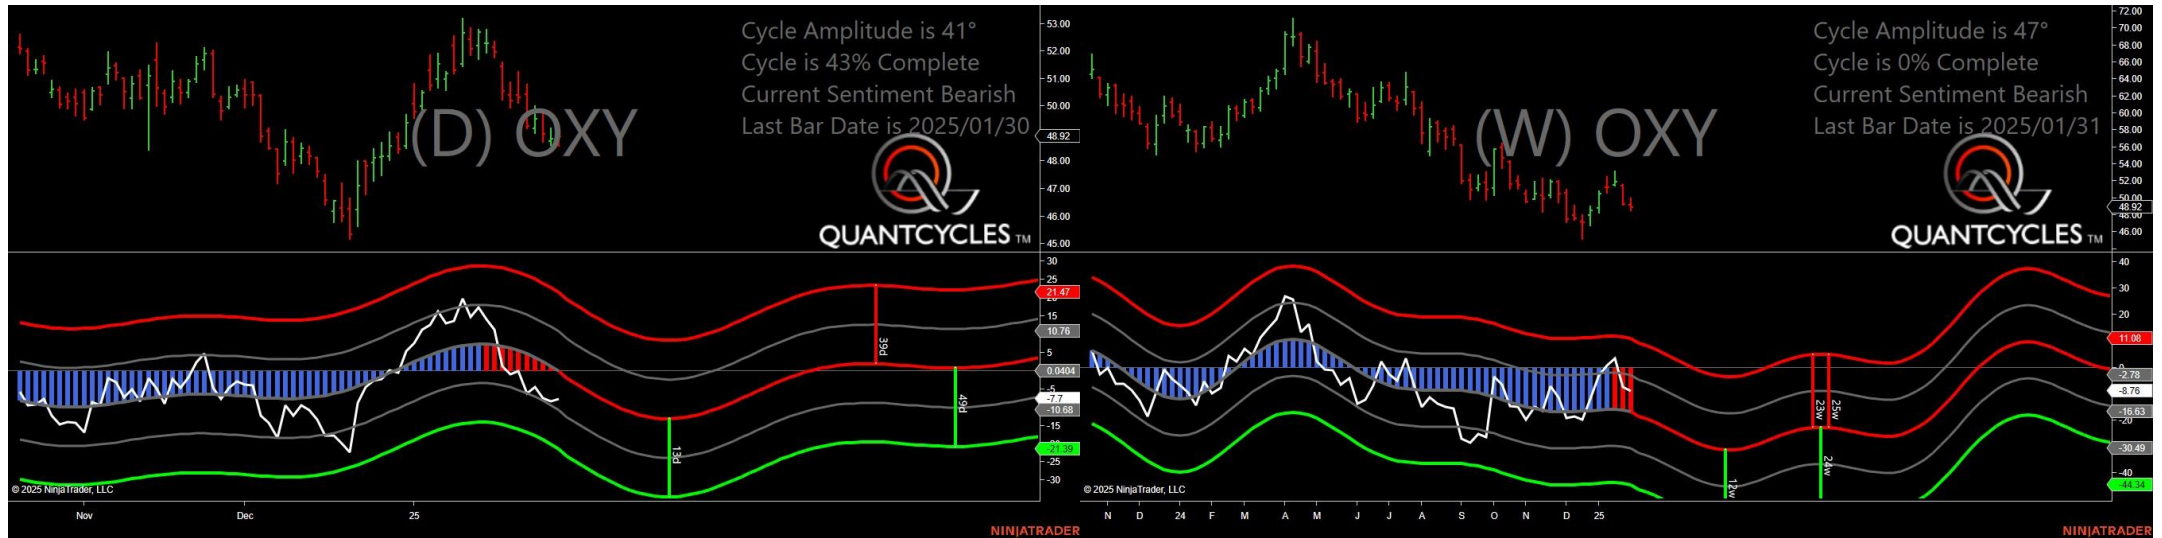 Cycle Amplitude is 41°
Cycle is 43% Complete
Current Sentiment Bearish
Last Bar Date is 2025/01/30
(D) OXY
QUANTCYCLES TM
53.00
52.00
51.00
50.00
48.92
48.00
47.00
46.00
45.00
30
25
21.47
15
10.76
5
0.0404
-5
-7.7
-10.68
-15
-21.39
-25
-30
39d
49d
13d
© 2025 NinjaTrader, LLC
Nov
Dec
25
NINJATRADER
Cycle Amplitude is 47°
Cycle is 0% Complete
Current Sentiment Bearish
Last Bar Date is 2025/01/31
(W) OXY
QUANTCYCLES TM
72.00
70.00
68.00
66.00
64.00
62.00
60.00
58.00
56.00
54.00
52.00
50.00
48.92
48.00
46.00
40
30
20
11.08
0
-2.78
-8.76
-16.63
-20
-30.49
-40
-44.34
23w
25w
24w
12w
© 2025 NinjaTrader, LLC
N
D
24
F
M
A
M
J
J
A
S
O
N
D
25
NINJATRADER